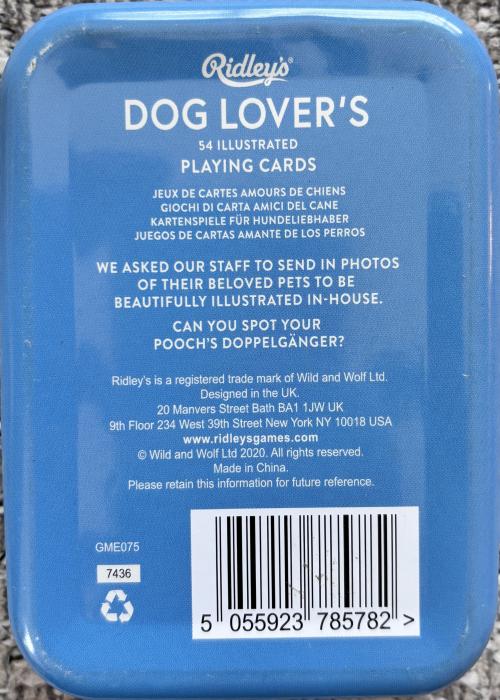 Ridley's®
DOG LOVER'S
54 ILLUSTRATED
PLAYING CARDS
JEUX DE CARTES AMOURS DE CHIENS
GIOCHI DI CARTA AMICI DEL CANE
KARTENSPIELE FÜR HUNDELIEBHABER
JUEGOS DE CARTAS AMANTE DE LOS PERROS
WE ASKED OUR STAFF TO SEND IN PHOTOS
OF THEIR BELOVED PETS TO BE
BEAUTIFULLY ILLUSTRATED IN-HOUSE.
CAN YOU SPOT YOUR
POOCH'S DOPPELGÄNGER?
Ridley's is a registered trade mark of Wild and Wolf Ltd.
Designed in the UK.
20 Manvers Street Bath BA1 1JW UK
9th Floor 234 West 39th Street New York NY 10018 USA
www.ridleysgames.com
© Wild and Wolf Ltd 2020. All rights reserved.
Made in China.
Please retain this information for future reference.
GME075
7436
5 055923 785782 >